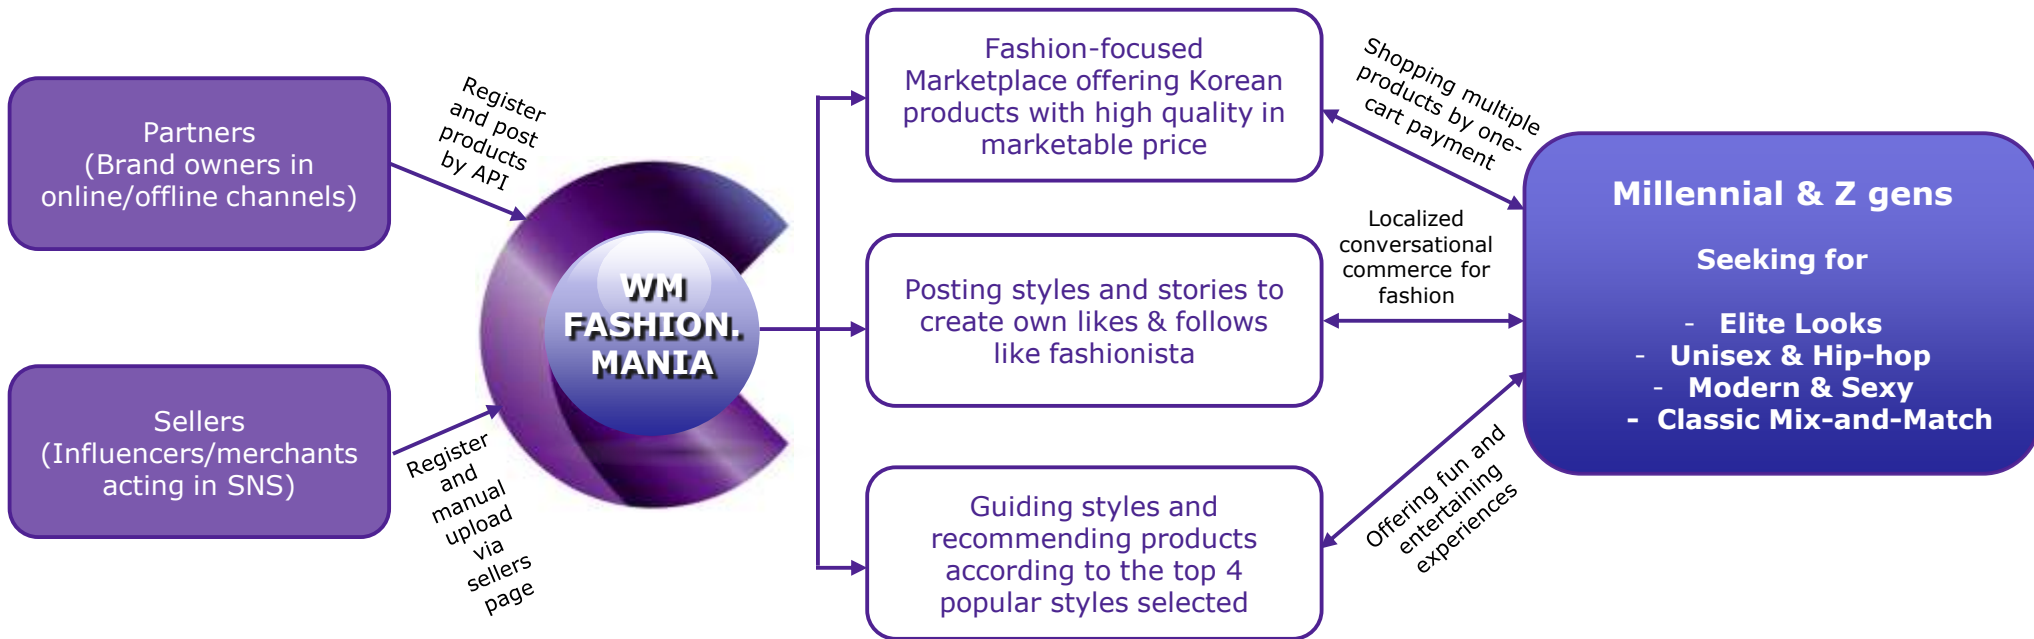 Partners
(Brand owners in
online/offline channels)
Register
and post
products
by API
Sellers
(Influencers/merchants
acting in SNS)
Register
and
manual
upload
via
sellers
page
WM
FASHION.
MANIA
Fashion-focused
Marketplace offering Korean
products with high quality in
marketable price
Posting styles and stories to
create own likes & follows
like fashionista
Guiding styles and
recommending products
according to the top 4
popular styles selected
Shopping multiple
products by one-
cart payment
Localized
conversational
commerce for
fashion
Offering fun and
entertaining
experiences
Millennial & Z gens
Seeking for
- Elite Looks
- Unisex & Hip-hop
- Modern & Sexy
- Classic Mix-and-Match